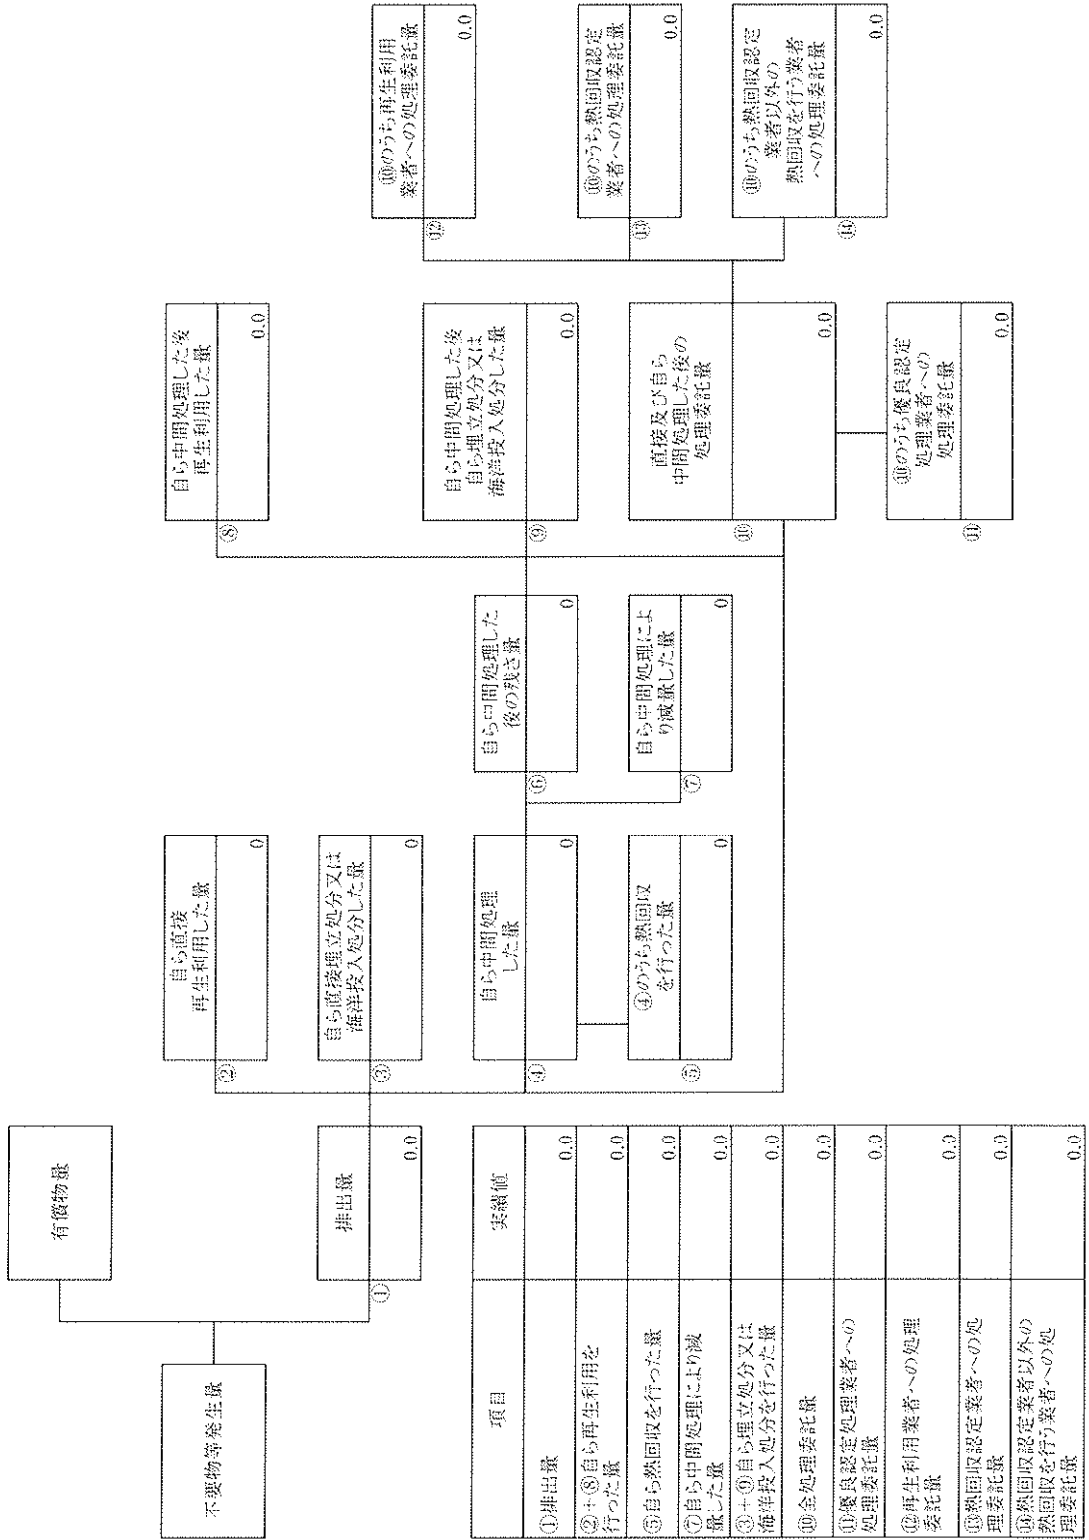 不要物等発生量
有償物量
排出量
①
0.0
自ら直接
再生利用した量
②
0
自ら直接埋立処分又は
海洋投入処分した量
③
0
自ら中間処理
した量
④
0
④のうち熱回収
を行った量
⑤
0
自ら中間処理した
後の残さ量
⑥
0
自ら中間処理によ
り減量した量
⑦
0
自ら中間処理した後
再生利用した量
⑧
0.0
自ら中間処理した後
自ら埋立処分又は
海洋投入処分した量
⑨
0.0
直接及び自ら
中間処理した後の
処理委託量
⑩
0.0
⑩のうち優良認定
処理業者への
処理委託量
⑪
0.0
⑩のうち再生利用
業者への処理委託量
⑫
0.0
⑩のうち熱回収認定
業者への処理委託量
⑬
0.0
⑩のうち熱回収認定
業者以外の
熱回収を行う業者
への処理委託量
⑭
0.0
項目
実績値
①排出量
0.0
②+⑧自ら再生利用を
行った量
0.0
⑤自ら熱回収を行った量
0.0
⑦自ら中間処理により減
量した量
0.0
③+⑨自ら埋立処分又は
海洋投入処分を行った量
0.0
⑩全処理委託量
0.0
⑪優良認定処理業者への
処理委託量
0.0
⑫再生利用業者への処理
委託量
0.0
⑬熱回収認定業者への処
理委託量
0.0
⑭熱回収認定業者以外の
熱回収を行う業者への処
理委託量
0.0